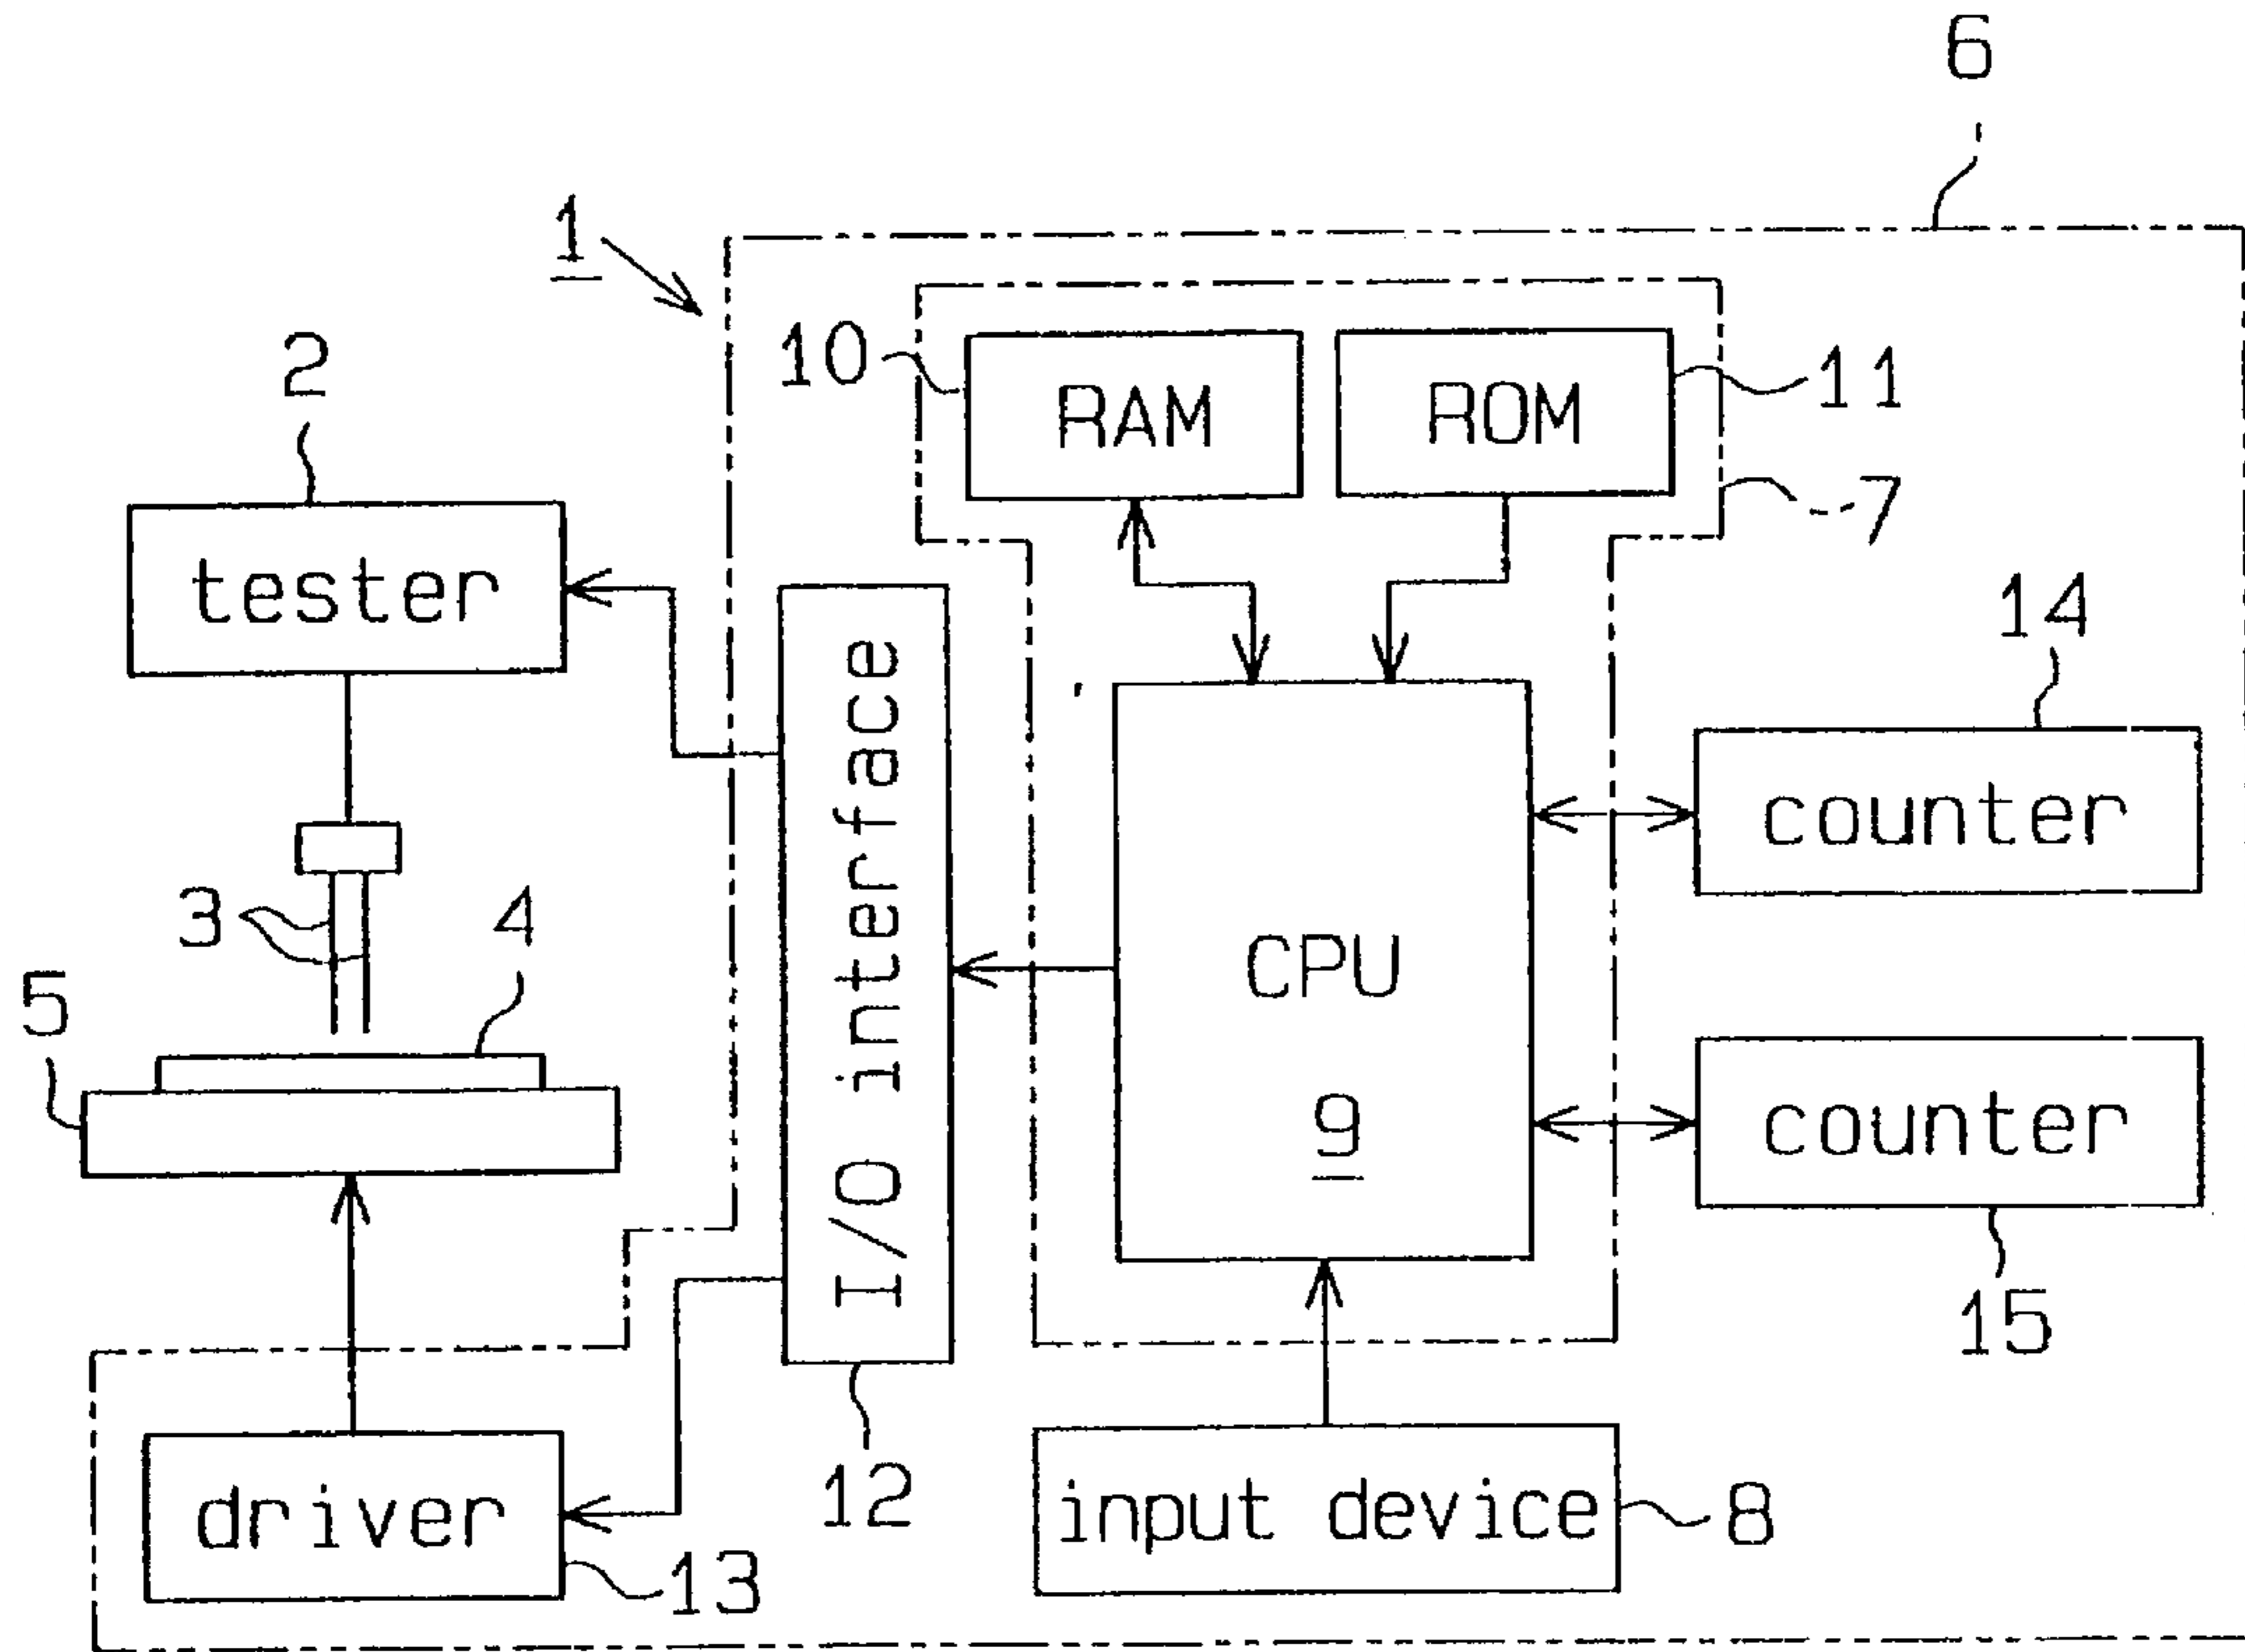 6
1
10
RAM
ROM
11
2
7
tester
14
I/O interface
counter
3
4
CPU
5
9
counter
15
12
input device
8
driver
13